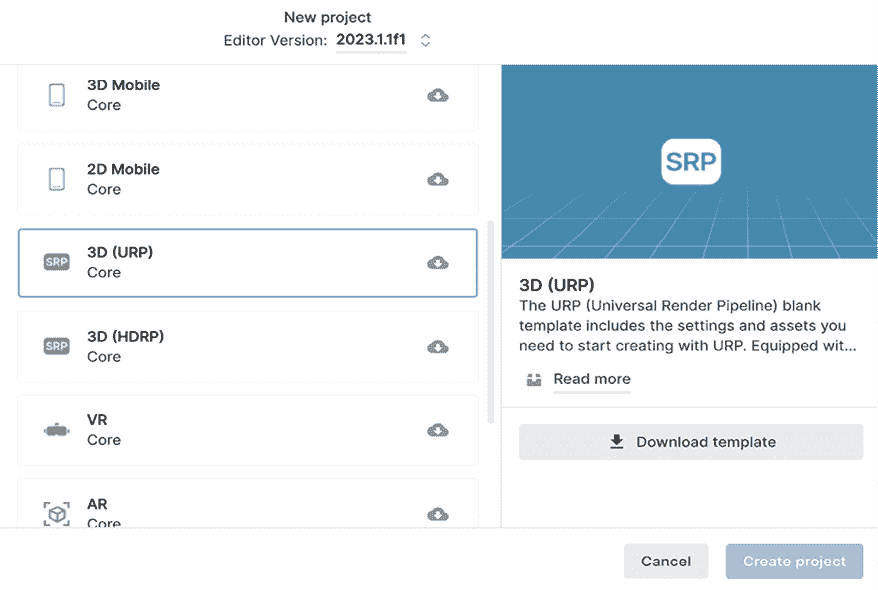 New project
Editor Version: 2023.1.1f1
3D Mobile
Core
2D Mobile
Core
SRP
3D (URP)
Core
SRP
3D (HDRP)
Core
VR
Core
AR
Core
SRP
3D (URP)
The URP (Universal Render Pipeline) blank
template includes the settings and assets you
need to start creating with URP. Equipped wit...
Read more
Download template
Cancel
Create project